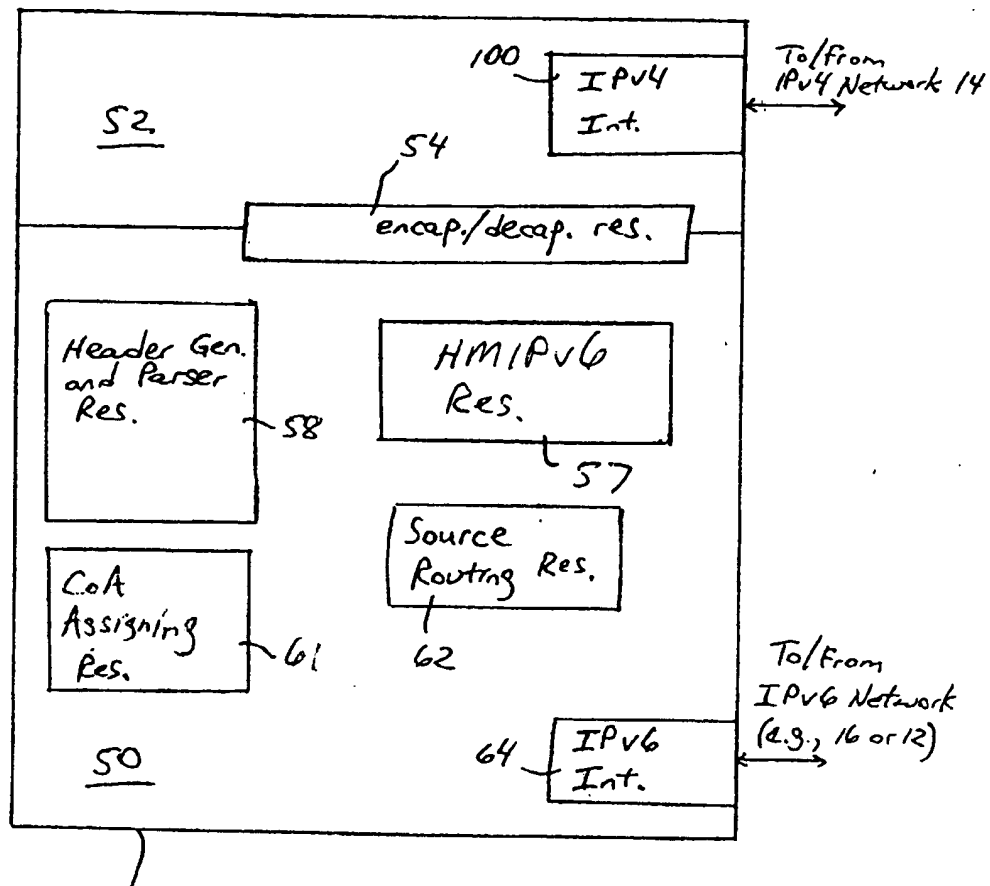 100
IPv4
Int.
To/From
IPv4 Network 14
52
54
encap./decap. res.
Header Gen.
and Parser
Res.
58
HMIPv6
Res.
57
Source
Routing Res.
62
CoA
Assigning
Res.
61
To/From
IPv6 Network
(e.g., 16 or 12)
64
IPv6
Int.
50